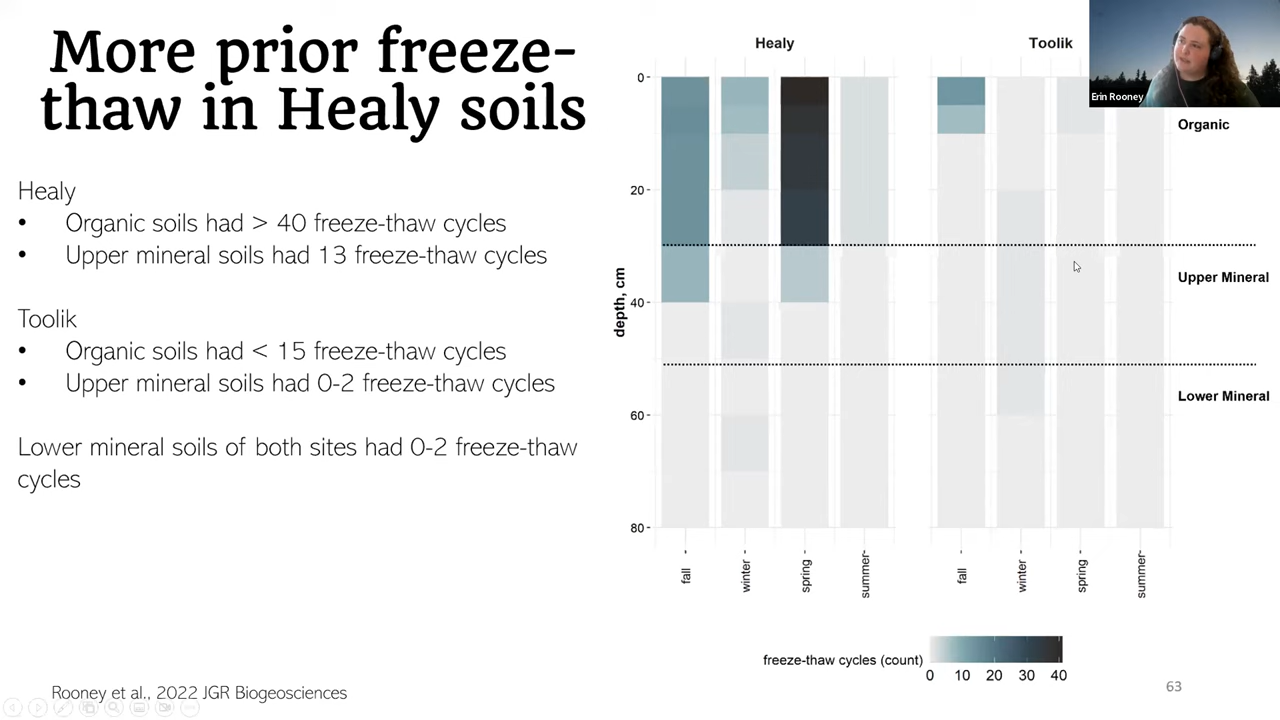 More prior freeze-
thaw in Healy soils
Healy
• Organic soils had > 40 freeze-thaw cycles
• Upper mineral soils had 13 freeze-thaw cycles
Toolik
• Organic soils had < 15 freeze-thaw cycles
• Upper mineral soils had 0-2 freeze-thaw cycles
Lower mineral soils of both sites had 0-2 freeze-thaw
cycles
Rooney et al., 2022 JGR Biogeosciences
Healy
Toolik
Erin Rooney
0
20
40
60
80
depth, cm
Organic
Upper Mineral
Lower Mineral
fall
winter
spring
summer
fall
winter
spring
summer
freeze-thaw cycles (count)
0 10 20 30 40
63